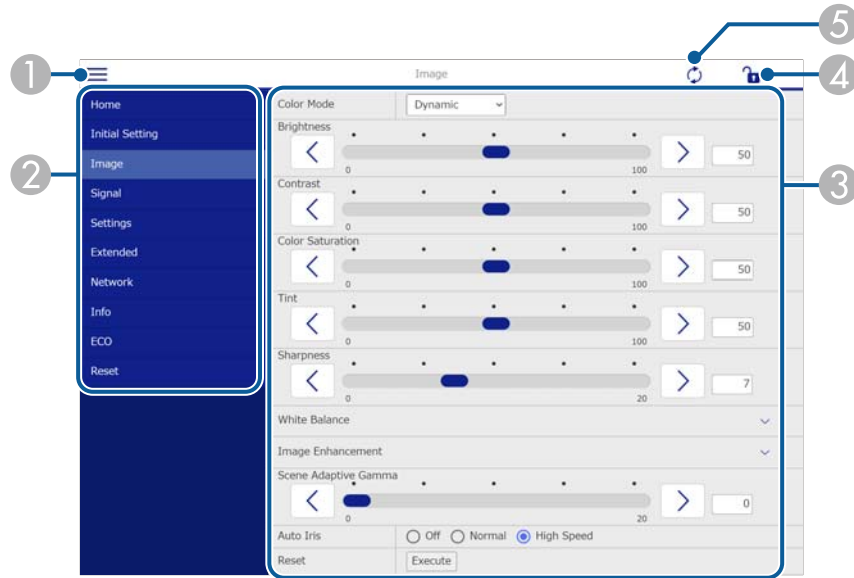 5
1
Image
4
Home
Initial Setting
Image
Signal
Settings
Extended
Network
Info
ECO
Reset
2
3
Color Mode Dynamic
Brightness
50
0 100
Contrast
50
0 100
Color Saturation
50
0 100
Tint
50
0 100
Sharpness
7
0 20
White Balance
Image Enhancement
Scene Adaptive Gamma
0
0 20
Auto Iris Off Normal High Speed
Reset Execute